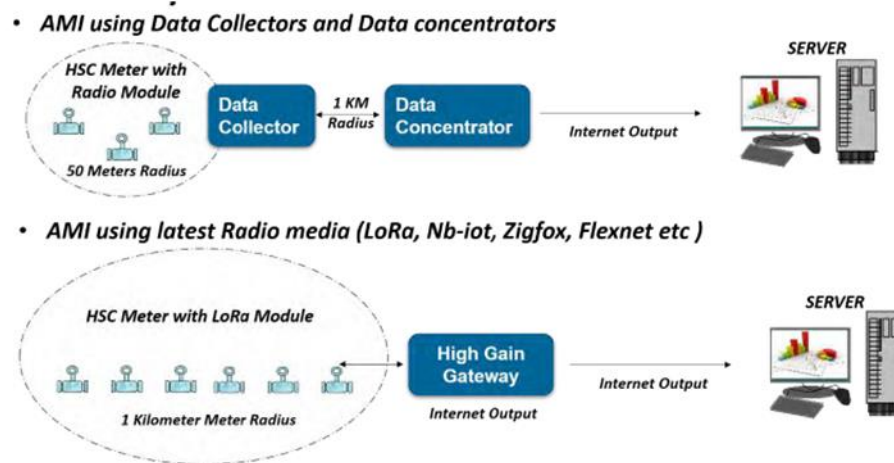 • AMI using Data Collectors and Data concentrators
HSC Meter with
Radio Module
50 Meters Radius
Data
Collector
1 KM
Radius
Data
Concentrator
Internet Output
SERVER
• AMI using latest Radio media (LoRa, Nb-iot, Zigfox, Flexnet etc )
HSC Meter with LoRa Module
1 Kilometer Meter Radius
High Gain
Gateway
Internet Output
Internet Output
SERVER